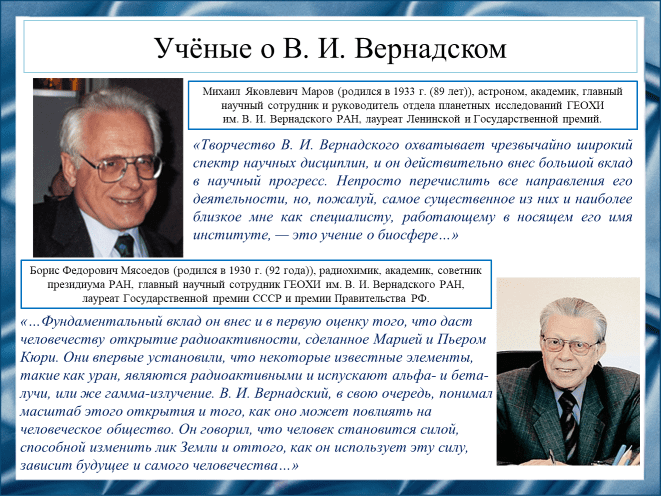 Учёные о В. И. Вернадском
Михаил Яковлевич Маров (родился в 1933 г. (89 лет)), астроном, академик, главный
научный сотрудник и руководитель отдела планетных исследований ГЕОХИ
им. В. И. Вернадского РАН, лауреат Ленинской и Государственной премий.
«Творчество В. И. Вернадского охватывает чрезвычайно широкий
спектр научных дисциплин, и он действительно внес большой вклад
в научный прогресс. Непросто перечислить все направления его
деятельности, но, пожалуй, самое существенное из них и наиболее
близкое мне как специалисту, работающему в носящем его имя
институте, — это учение о биосфере…»
Борис Федорович Мясоедов (родился в 1930 г. (92 года)), радиохимик, академик, советник
президиума РАН, главный научный сотрудник ГЕОХИ им. В. И. Вернадского РАН,
лауреат Государственной премии СССР и премии Правительства РФ.
«…Фундаментальный вклад он внес и в первую оценку того, что даст
человечеству открытие радиоактивности, сделанное Марией и Пьером
Кюри. Они впервые установили, что некоторые известные элементы,
такие как уран, являются радиоактивными и испускают альфа- и бета-
лучи, или же гамма-излучение. В. И. Вернадский, в свою очередь, понимал
масштаб этого открытия и того, как оно может повлиять на
человеческое общество. Он говорил, что человек становится силой,
способной изменить лик Земли и оттого, как он использует эту силу,
зависит будущее и самого человечества…»